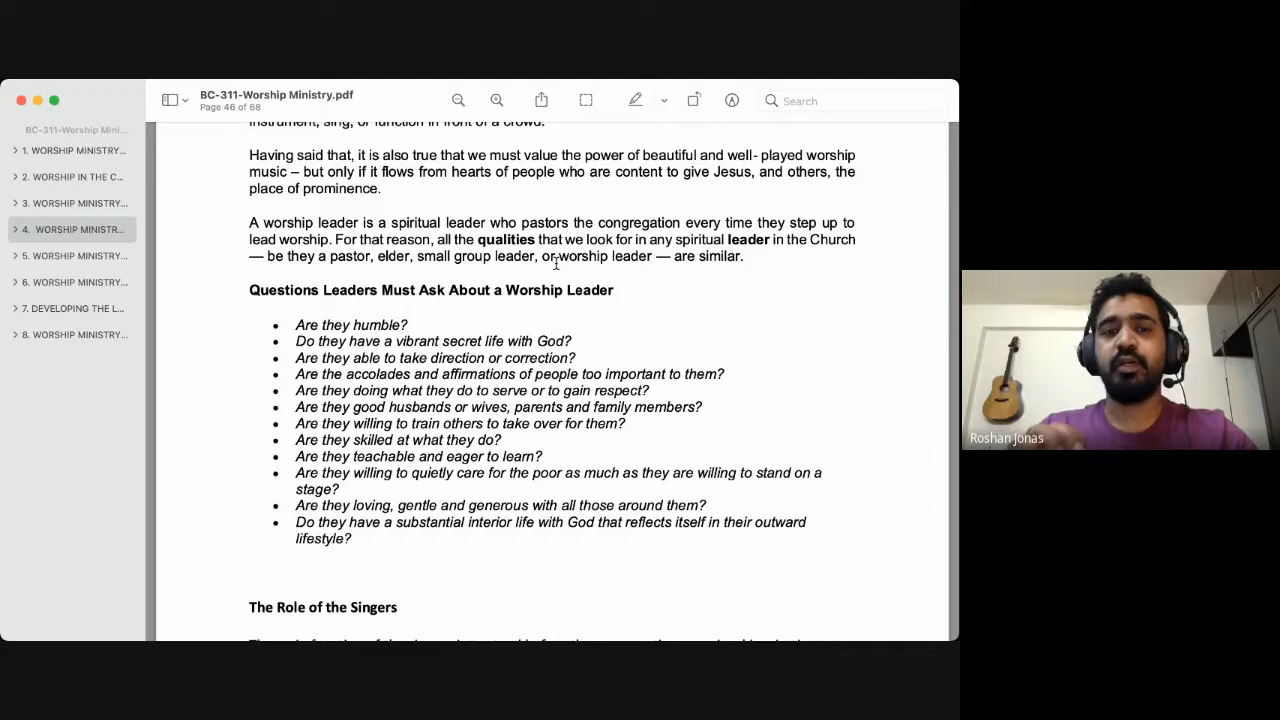 BC-311-Worship Ministry.pdf
Page 46 of 68
Search
BC-311-Worship Mini...
1. WORSHIP MINISTRY...
2. WORSHIP IN THE C...
3. WORSHIP MINISTRY...
4. WORSHIP MINISTR...
5. WORSHIP MINISTRY...
6. WORSHIP MINISTRY...
7. DEVELOPING THE L...
8. WORSHIP MINISTRY...
instrument, sing, or function in front of a crowd.
Having said that, it is also true that we must value the power of beautiful and well- played worship
music – but only if it flows from hearts of people who are content to give Jesus, and others, the
place of prominence.
A worship leader is a spiritual leader who pastors the congregation every time they step up to
lead worship. For that reason, all the qualities that we look for in any spiritual leader in the Church
— be they a pastor, elder, small group leader, or worship leader — are similar.
Questions Leaders Must Ask About a Worship Leader
• Are they humble?
• Do they have a vibrant secret life with God?
• Are they able to take direction or correction?
• Are the accolades and affirmations of people too important to them?
• Are they doing what they do to serve or to gain respect?
• Are they good husbands or wives, parents and family members?
• Are they willing to train others to take over for them?
• Are they skilled at what they do?
• Are they teachable and eager to learn?
• Are they willing to quietly care for the poor as much as they are willing to stand on a
stage?
• Are they loving, gentle and generous with all those around them?
• Do they have a substantial interior life with God that reflects itself in their outward
lifestyle?
The Role of the Singers
Roshan Jonas